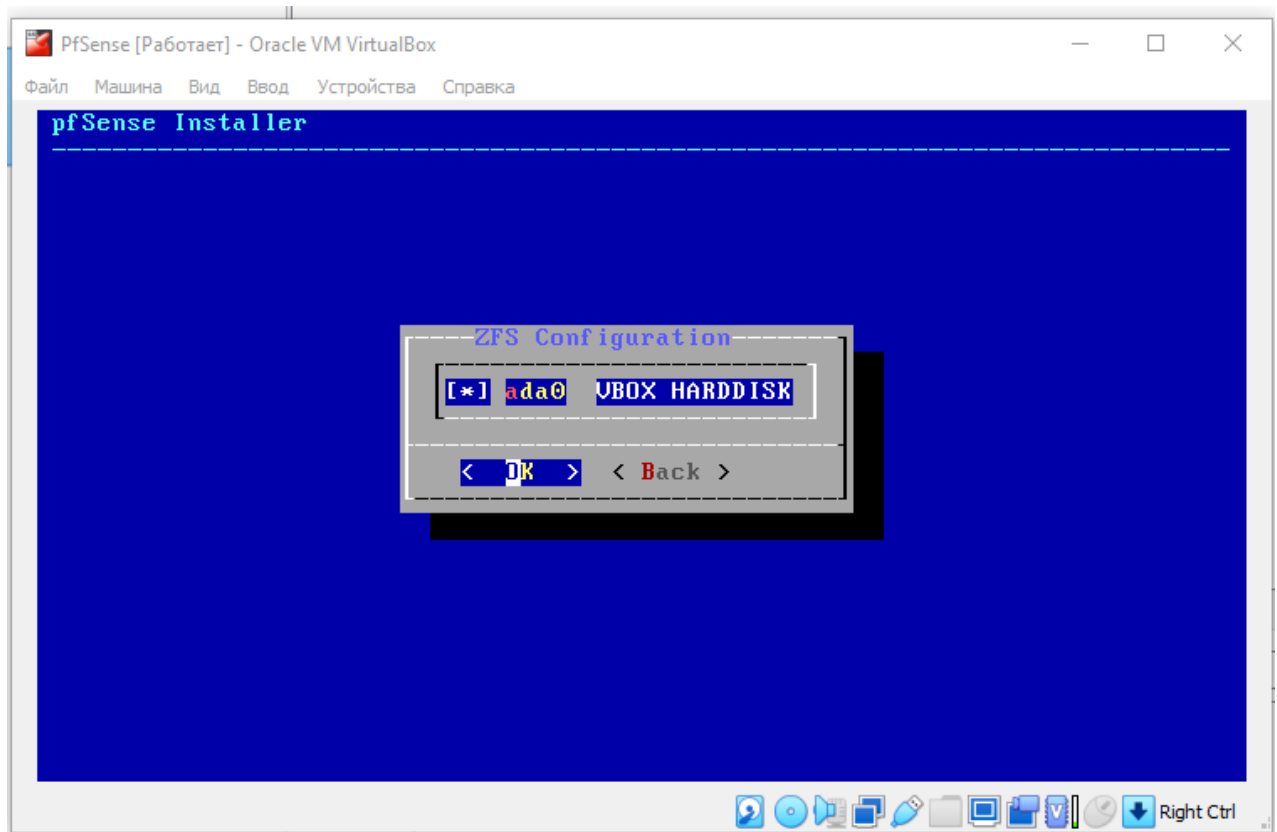 PfSense [Работает] - Oracle VM VirtualBox
Файл Машина Вид Ввод Устройства Справка
pfSense Installer
ZFS Configuration
[*] ada0 VBOX HARDDISK
< OK > < Back >
Right Ctrl